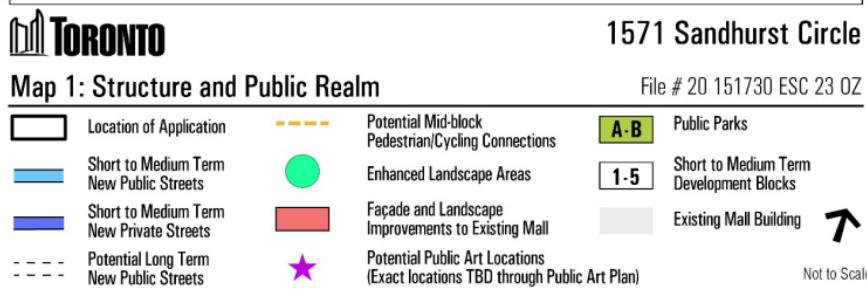 TORONTO
1571 Sandhurst Circle
Map 1: Structure and Public Realm
File # 20 151730 ESC 23 OZ
Location of Application
Short to Medium Term
New Public Streets
Short to Medium Term
New Private Streets
Potential Long Term
New Public Streets
Potential Mid-block
Pedestrian/Cycling Connections
Enhanced Landscape Areas
Façade and Landscape
Improvements to Existing Mall
Potential Public Art Locations
(Exact locations TBD through Public Art Plan)
A-B
Public Parks
1-5
Short to Medium Term
Development Blocks
Existing Mall Building
Not to Scale